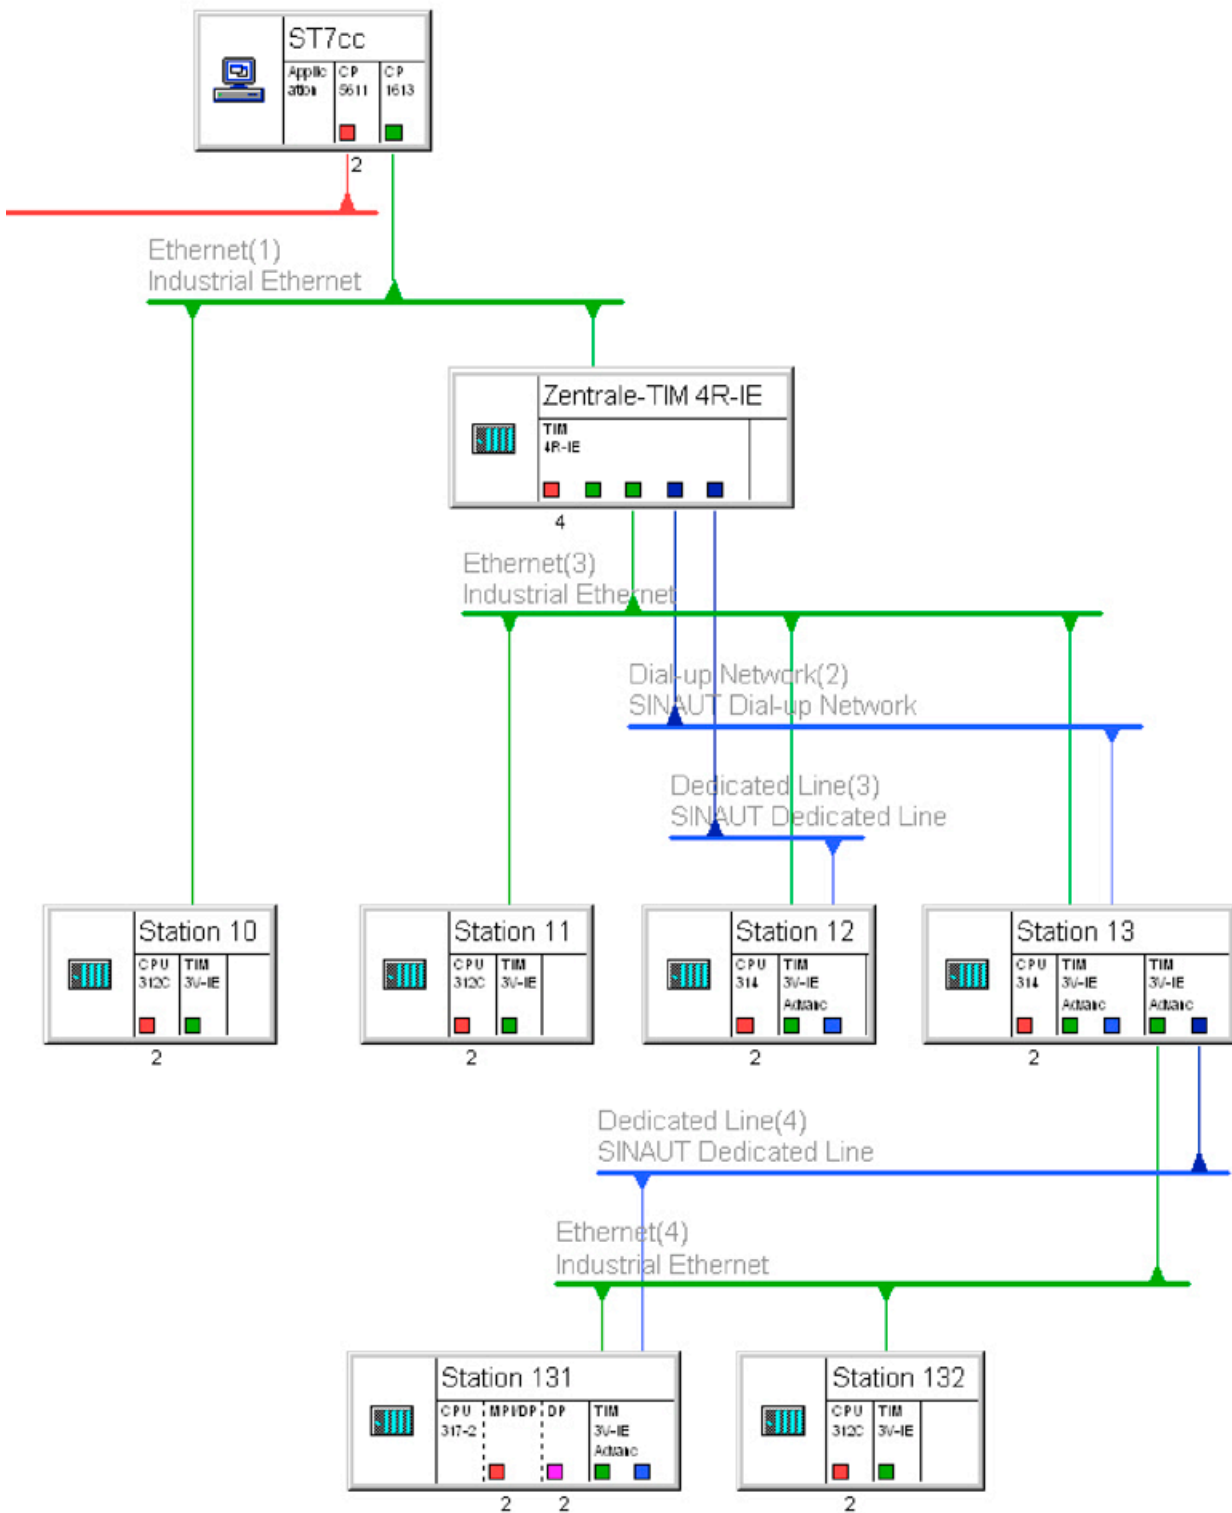 ST7cc
Applic CP CP
ation 5611 1613
2
Ethernet(1)
Industrial Ethernet
Zentrale-TIM 4R-IE
TIM
4R-IE
4
Ethernet(3)
Industrial Ethernet
Dial-up Network(2)
SINAUT Dial-up Network
Dedicated Line(3)
SINAUT Dedicated Line
Station 10
CPU TIM
312C 3V-IE
2
Station 11
CPU TIM
312C 3V-IE
2
Station 12
CPU TIM
314 3V-IE
Advanc
2
Station 13
CPU TIM TIM
314 3V-IE 3V-IE
Advanc Advanc
2
Dedicated Line(4)
SINAUT Dedicated Line
Ethernet(4)
Industrial Ethernet
Station 131
CPU MPI/DP DP TIM
317-2 3V-IE
Advanc
2 2
Station 132
CPU TIM
312C 3V-IE
2